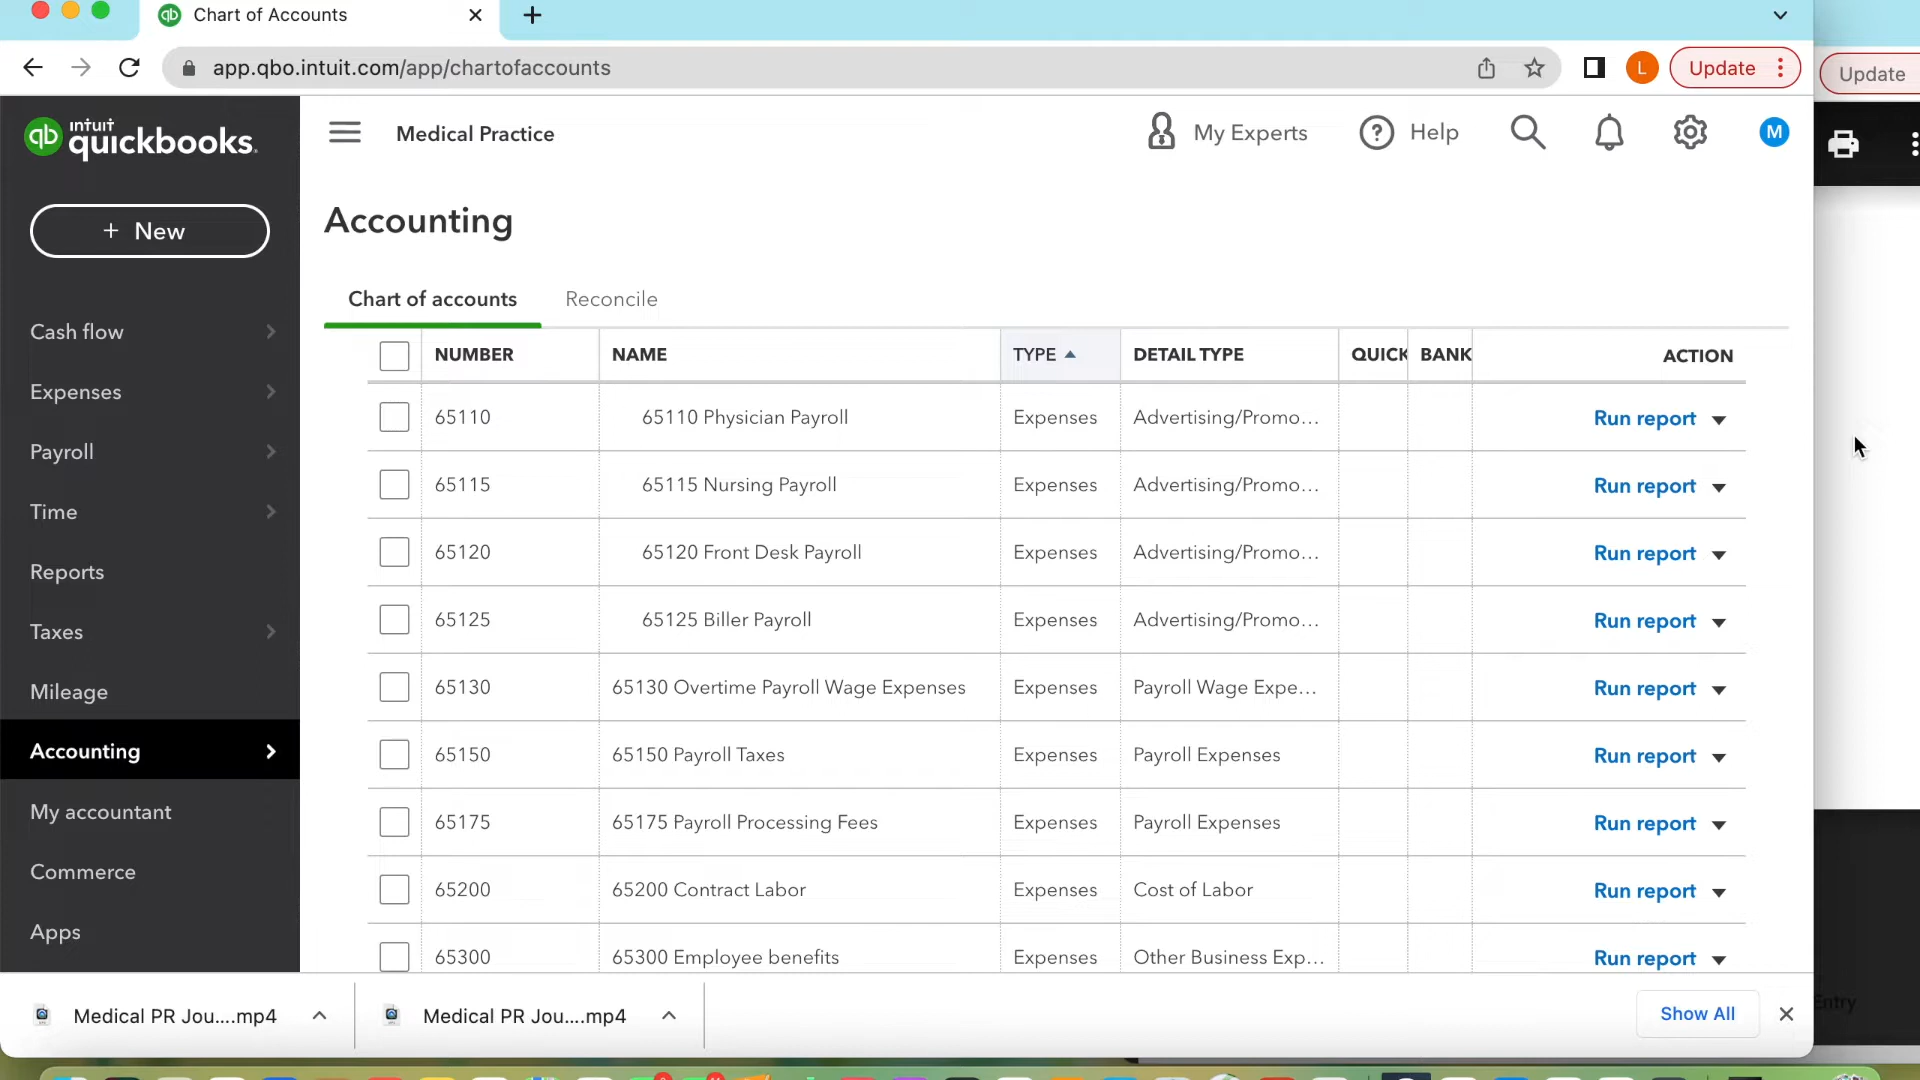 Chart of Accounts
app.qbo.intuit.com/app/chartofaccounts
L
Update
Update
intuit
qb quickbooks.
Medical Practice
My Experts
Help
M
+ New
Accounting
Chart of accounts
Reconcile
Cash flow
Expenses
Payroll
Time
Reports
Taxes
Mileage
Accounting
My accountant
Commerce
Apps
NUMBER NAME TYPE DETAIL TYPE QUICK BANK ACTION
65110 65110 Physician Payroll Expenses Advertising/Promo... Run report
65115 65115 Nursing Payroll Expenses Advertising/Promo... Run report
65120 65120 Front Desk Payroll Expenses Advertising/Promo... Run report
65125 65125 Biller Payroll Expenses Advertising/Promo... Run report
65130 65130 Overtime Payroll Wage Expenses Expenses Payroll Wage Expe... Run report
65150 65150 Payroll Taxes Expenses Payroll Expenses Run report
65175 65175 Payroll Processing Fees Expenses Payroll Expenses Run report
65200 65200 Contract Labor Expenses Cost of Labor Run report
65300 65300 Employee benefits Expenses Other Business Exp... Run report
Medical PR Jou....mp4
Medical PR Jou....mp4
Show All
Entry